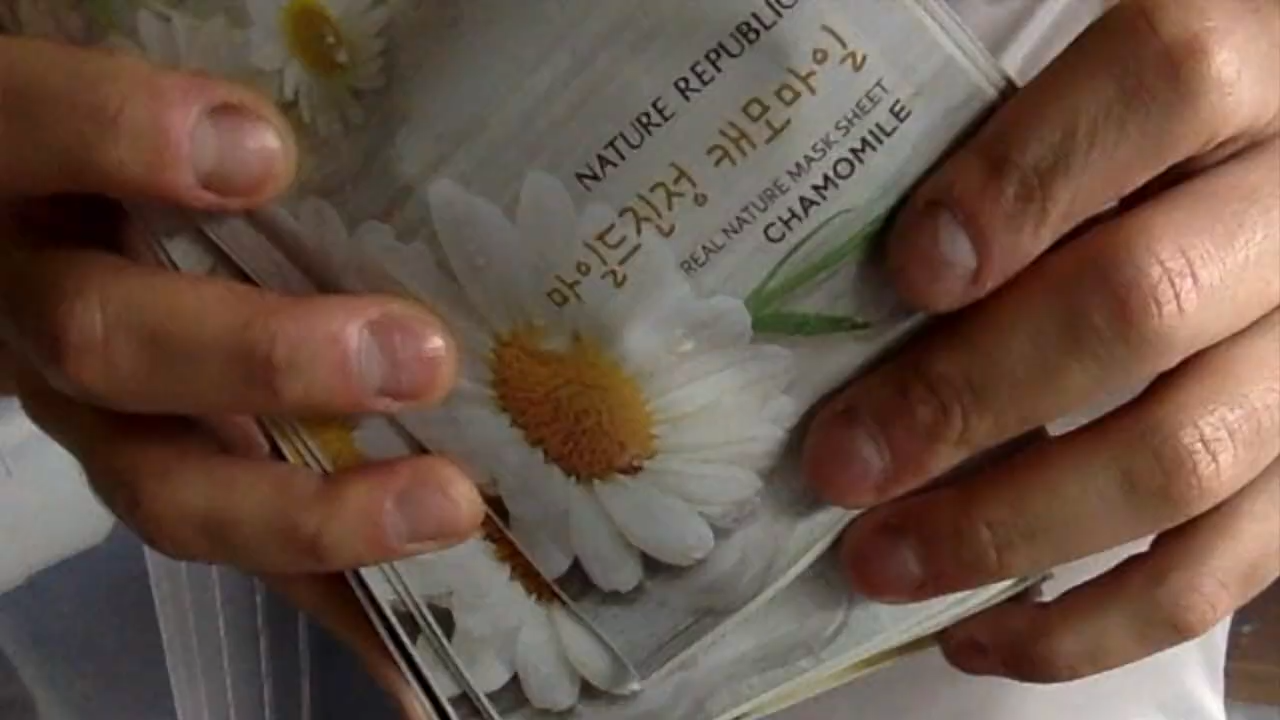 NATURE REPUBLIC
마일드진정 캐모마일
REAL NATURE MASK SHEET
CHAMOMILE